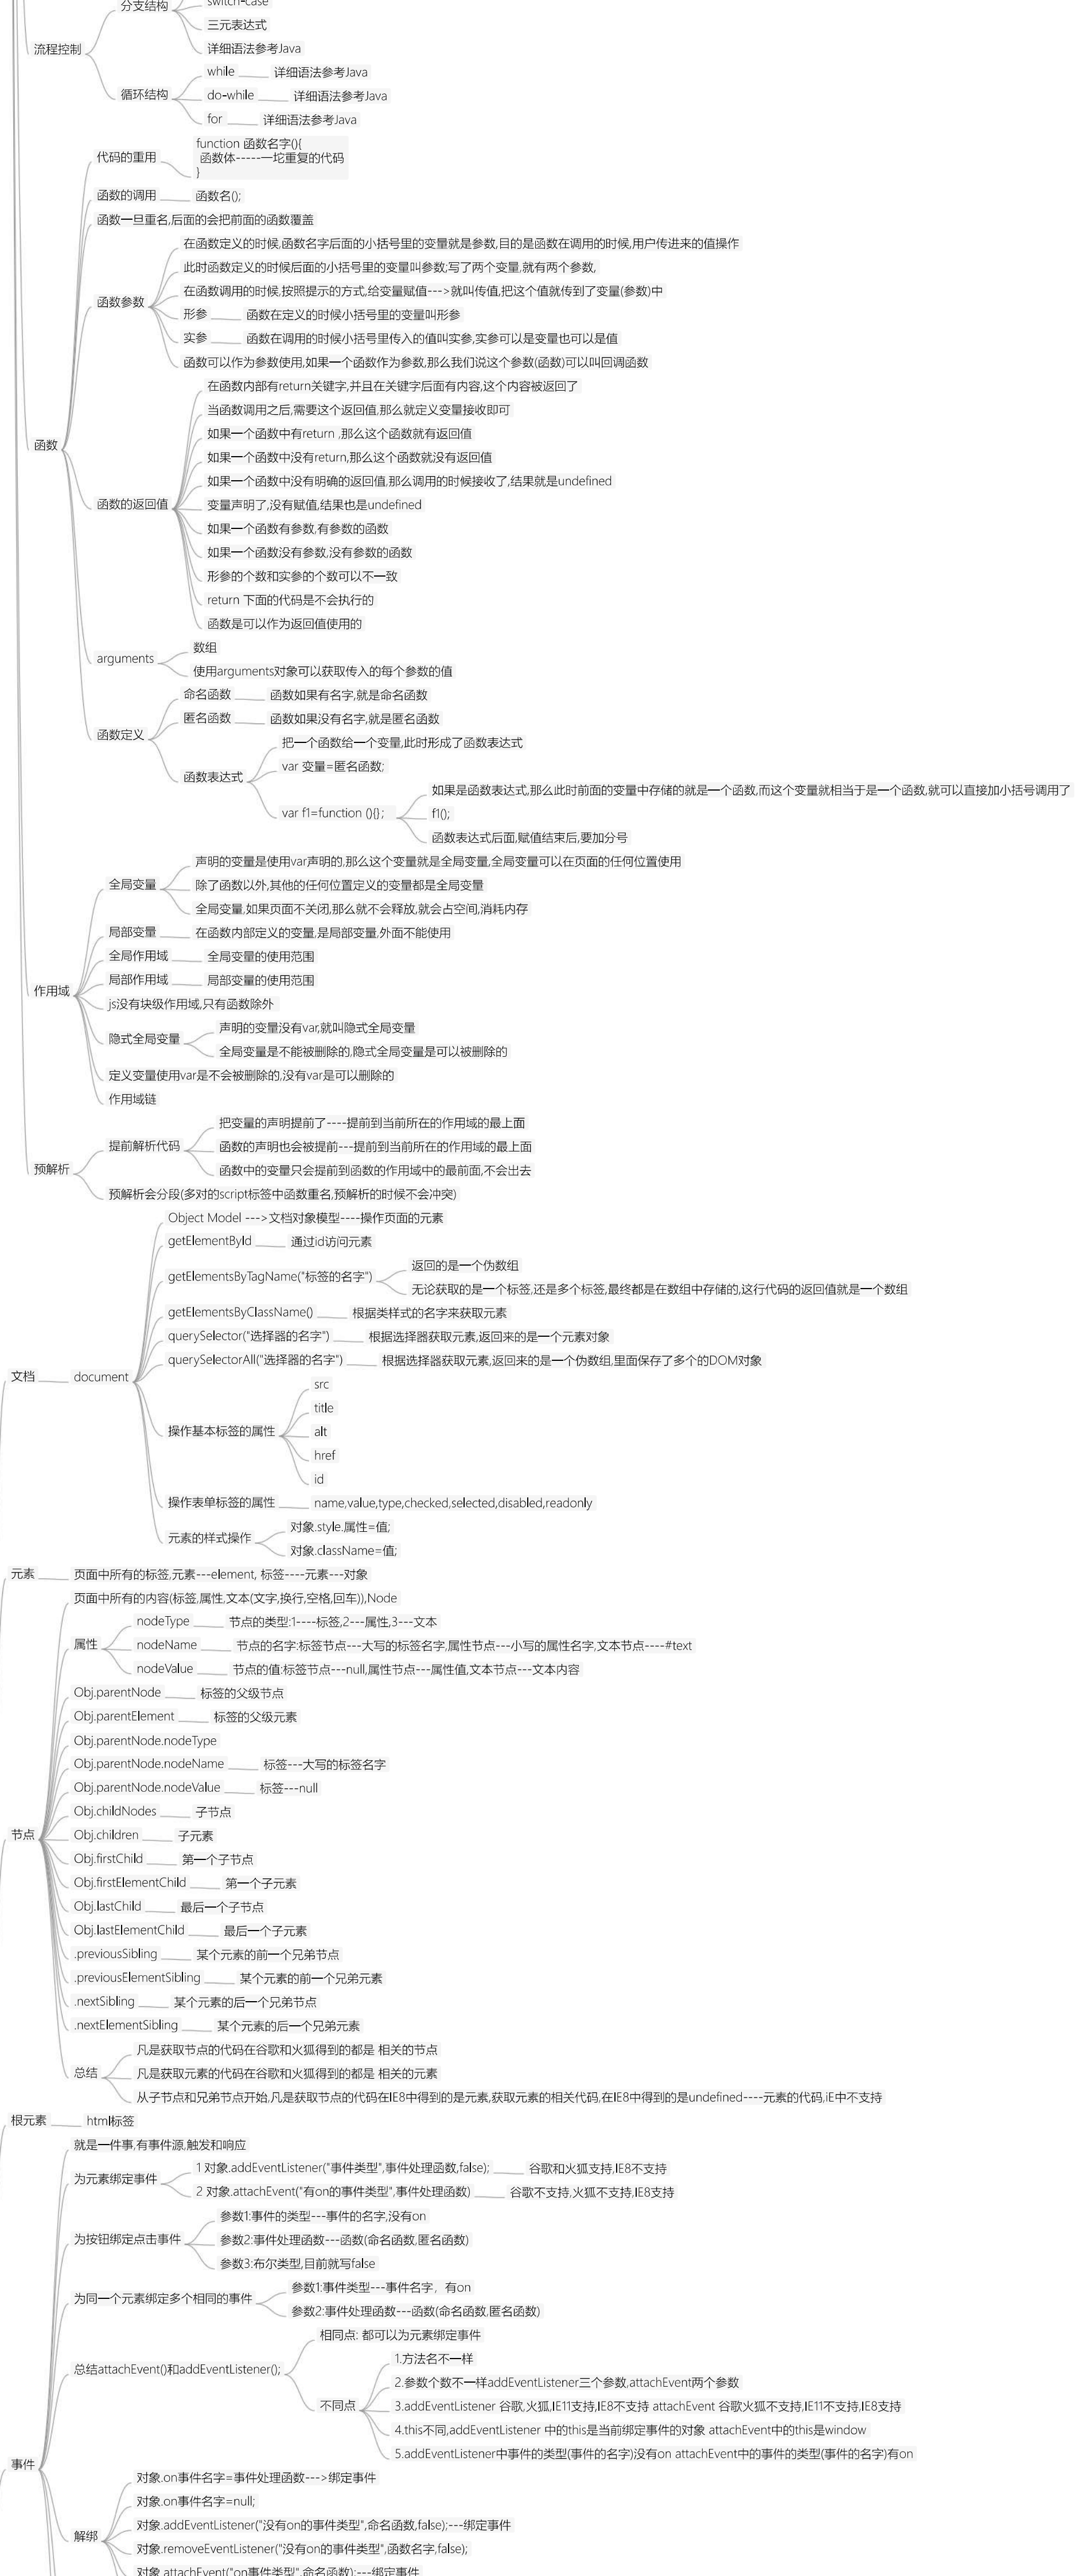 分支结构
switch-case
三元表达式
详细语法参考Java
流程控制
循环结构
while
详细语法参考Java
do-while
详细语法参考Java
for
详细语法参考Java
函数
代码的重用
function 函数名字(){
函数体-----一坨重复的代码
}
函数的调用
函数名();
函数一旦重名,后面的会把前面的函数覆盖
函数参数
在函数定义的时候,函数名字后面的小括号里的变量就是参数,目的是函数在调用的时候,用户传进来的值操作
此时函数定义的时候后面的小括号里的变量叫参数;写了两个变量,就有两个参数,
在函数调用的时候,按照提示的方式,给变量赋值--->就叫传值,把这个值就传到了变量(参数)中
形参
函数在定义的时候小括号里的变量叫形参
实参
函数在调用的时候小括号里传入的值叫实参,实参可以是变量也可以是值
函数可以作为参数使用,如果一个函数作为参数,那么我们说这个参数(函数)可以叫回调函数
函数的返回值
在函数内部有return关键字,并且在关键字后面有内容,这个内容被返回了
当函数调用之后,需要这个返回值,那么就定义变量接收即可
如果一个函数中有return ,那么这个函数就有返回值
如果一个函数中没有return,那么这个函数就没有返回值
如果一个函数中没有明确的返回值,那么调用的时候接收了,结果就是undefined
变量声明了,没有赋值,结果也是undefined
如果一个函数有参数,有参数的函数
如果一个函数没有参数,没有参数的函数
形参的个数和实参的个数可以不一致
return 下面的代码是不会执行的
函数是可以作为返回值使用的
arguments
数组
使用arguments对象可以获取传入的每个参数的值
函数定义
命名函数
函数如果有名字,就是命名函数
匿名函数
函数如果没有名字,就是匿名函数
函数表达式
把一个函数给一个变量,此时形成了函数表达式
var 变量=匿名函数;
var f1=function (){};
如果是函数表达式,那么此时前面的变量中存储的就是一个函数,而这个变量就相当于是一个函数,就可以直接加小括号调用了
f1();
函数表达式后面,赋值结束后,要加分号
作用域
全局变量
声明的变量是使用var声明的,那么这个变量就是全局变量,全局变量可以在页面的任何位置使用
除了函数以外,其他的任何位置定义的变量都是全局变量
全局变量,如果页面不关闭,那么就不会释放,就会占空间,消耗内存
局部变量
在函数内部定义的变量,是局部变量,外面不能使用
全局作用域
全局变量的使用范围
局部作用域
局部变量的使用范围
js没有块级作用域,只有函数除外
隐式全局变量
声明的变量没有var,就叫隐式全局变量
全局变量是不能被删除的,隐式全局变量是可以被删除的
定义变量使用var是不会被删除的,没有var是可以删除的
作用域链
预解析
提前解析代码
把变量的声明提前了----提前到当前所在的作用域的最上面
函数的声明也会被提前---提前到当前所在的作用域的最上面
函数中的变量只会提前到函数的作用域中的最前面,不会出去
预解析会分段(多对的script标签中函数重名,预解析的时候不会冲突)
文档
document
Object Model --->文档对象模型----操作页面的元素
getElementById
通过id访问元素
getElementsByTagName("标签的名字")
返回的是一个伪数组
无论获取的是一个标签,还是多个标签,最终都是在数组中存储的,这行代码的返回值就是一个数组
getElementsByClassName()
根据类样式的名字来获取元素
querySelector("选择器的名字")
根据选择器获取元素,返回来的是一个元素对象
querySelectorAll("选择器的名字")
根据选择器获取元素,返回来的是一个伪数组,里面保存了多个的DOM对象
操作基本标签的属性
src
title
alt
href
id
操作表单标签的属性
name,value,type,checked,selected,disabled,readonly
元素的样式操作
对象.style.属性=值;
对象.className=值;
元素
页面中所有的标签,元素---element, 标签----元素---对象
节点
页面中所有的内容(标签,属性,文本(文字,换行,空格,回车)),Node
属性
nodeType
节点的类型:1----标签,2---属性,3---文本
nodeName
节点的名字:标签节点---大写的标签名字,属性节点---小写的属性名字,文本节点----#text
nodeValue
节点的值:标签节点---null,属性节点---属性值,文本节点---文本内容
Obj.parentNode
标签的父级节点
Obj.parentElement
标签的父级元素
Obj.parentNode.nodeType
Obj.parentNode.nodeName
标签---大写的标签名字
Obj.parentNode.nodeValue
标签---null
Obj.childNodes
子节点
Obj.children
子元素
Obj.firstChild
第一个子节点
Obj.firstElementChild
第一个子元素
Obj.lastChild
最后一个子节点
Obj.lastElementChild
最后一个子元素
.previousSibling
某个元素的前一个兄弟节点
.previousElementSibling
某个元素的前一个兄弟元素
.nextSibling
某个元素的后一个兄弟节点
.nextElementSibling
某个元素的后一个兄弟元素
总结
凡是获取节点的代码在谷歌和火狐得到的都是 相关的节点
凡是获取元素的代码在谷歌和火狐得到的都是 相关的元素
从子节点和兄弟节点开始,凡是获取节点的代码在IE8中得到的是元素,获取元素的相关代码,在IE8中得到的是undefined----元素的代码,iE中不支持
根元素
html标签
事件
就是一件事,有事件源,触发和响应
为元素绑定事件
1 对象.addEventListener("事件类型",事件处理函数,false);
谷歌和火狐支持,IE8不支持
2 对象.attachEvent("有on的事件类型",事件处理函数)
谷歌不支持,火狐不支持,IE8支持
为按钮绑定点击事件
参数1:事件的类型---事件的名字,没有on
参数2:事件处理函数---函数(命名函数,匿名函数)
参数3:布尔类型,目前就写false
为同一个元素绑定多个相同的事件
参数1:事件类型---事件名字，有on
参数2:事件处理函数---函数(命名函数,匿名函数)
总结attachEvent()和addEventListener();
相同点: 都可以为元素绑定事件
不同点
1.方法名不一样
2.参数个数不一样addEventListener三个参数,attachEvent两个参数
3.addEventListener 谷歌,火狐,IE11支持,IE8不支持 attachEvent 谷歌火狐不支持,IE11不支持,IE8支持
4.this不同,addEventListener 中的this是当前绑定事件的对象 attachEvent中的this是window
5.addEventListener中事件的类型(事件的名字)没有on attachEvent中的事件的类型(事件的名字)有on
解绑
对象.on事件名字=事件处理函数--->绑定事件
对象.on事件名字=null;
对象.addEventListener("没有on的事件类型",命名函数,false);---绑定事件
对象.removeEventListener("没有on的事件类型",函数名字,false);
对象.attachEvent("on事件类型",命名函数);---绑定事件